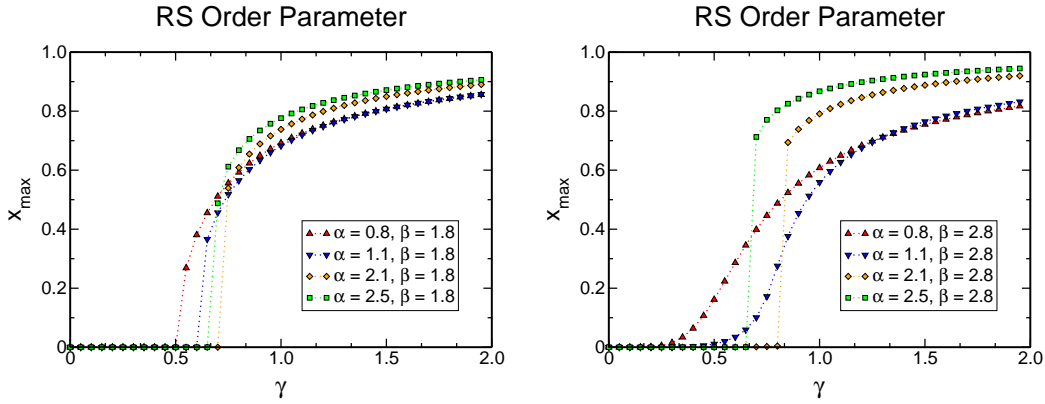 RS Order Parameter
1.0
0.8
0.6
0.4
0.2
0
x_max
0
0.5
1.0
1.5
2.0
γ
α = 0.8, β = 1.8
α = 1.1, β = 1.8
α = 2.1, β = 1.8
α = 2.5, β = 1.8
RS Order Parameter
1.0
0.8
0.6
0.4
0.2
0
x_max
0
0.5
1.0
1.5
2.0
γ
α = 0.8, β = 2.8
α = 1.1, β = 2.8
α = 2.1, β = 2.8
α = 2.5, β = 2.8